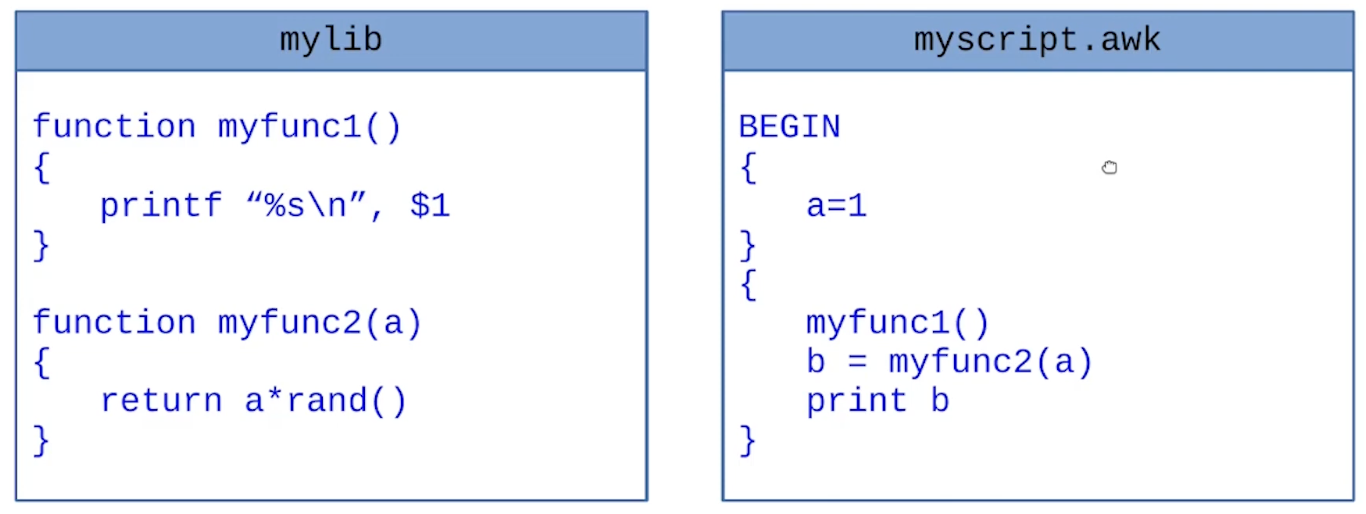 mylib
function myfunc1()
{
printf “%s\n”, $1
}
function myfunc2(a)
{
return a*rand()
}
myscript.awk
BEGIN
{
a=1
}
{
myfunc1()
b = myfunc2(a)
print b
}